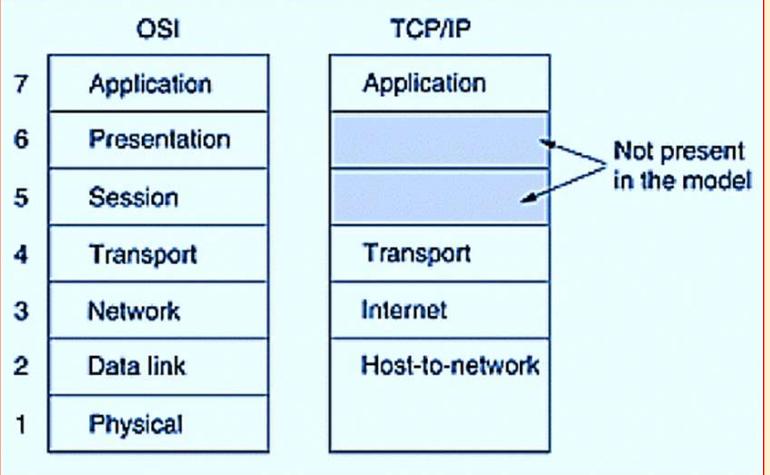 OSI TCP/IP
7 Application Application
6 Presentation
Not present
in the model
5 Session
4 Transport Transport
3 Network Internet
2 Data link Host-to-network
1 Physical